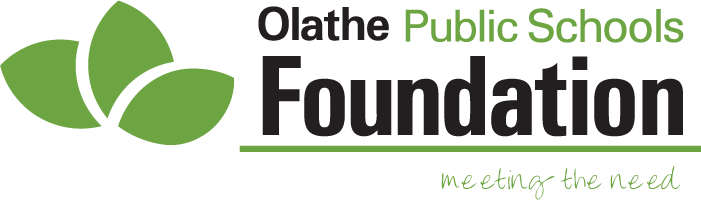 Olathe Public Schools
Foundation
meeting the need